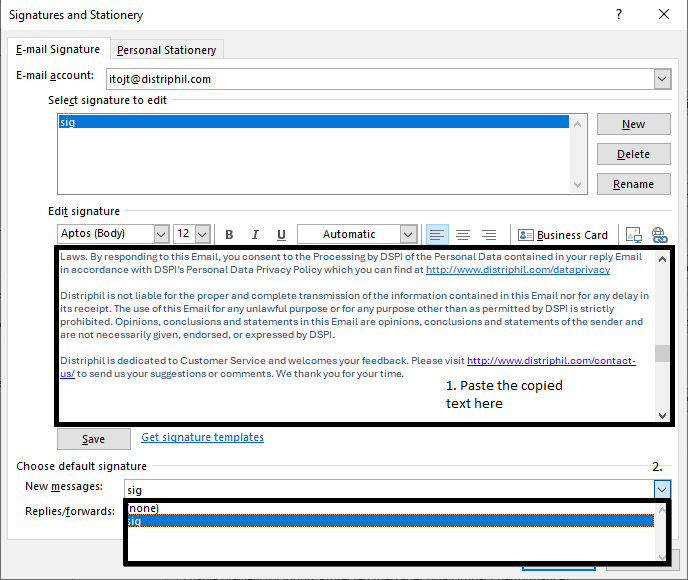 Signatures and Stationery
E-mail Signature
Personal Stationery
E-mail account:
itojt@distriphil.com
Select signature to edit
sig
New
Delete
Rename
Edit signature
Aptos (Body)
12
B
I
U
Automatic
Business Card
Laws. By responding to this Email, you consent to the Processing by DSPI of the Personal Data contained in your reply Email
in accordance with DSPI's Personal Data Privacy Policy which you can find at http://www.distriphil.com/dataprivacy
Distriphil is not liable for the proper and complete transmission of the information contained in this Email nor for any delay in
its receipt. The use of this Email for any unlawful purpose or for any purpose other than as permitted by DSPI is strictly
prohibited. Opinions, conclusions and statements in this Email are opinions, conclusions and statements of the sender and
are not necessarily given, endorsed, or expressed by DSPI.
Distriphil is dedicated to Customer Service and welcomes your feedback. Please visit http://www.distriphil.com/contact-
us/ to send us your suggestions or comments. We thank you for your time.
1. Paste the copied
text here
Save
Get signature templates
Choose default signature
2.
New messages:
sig
Replies/forwards:
(none)
sig